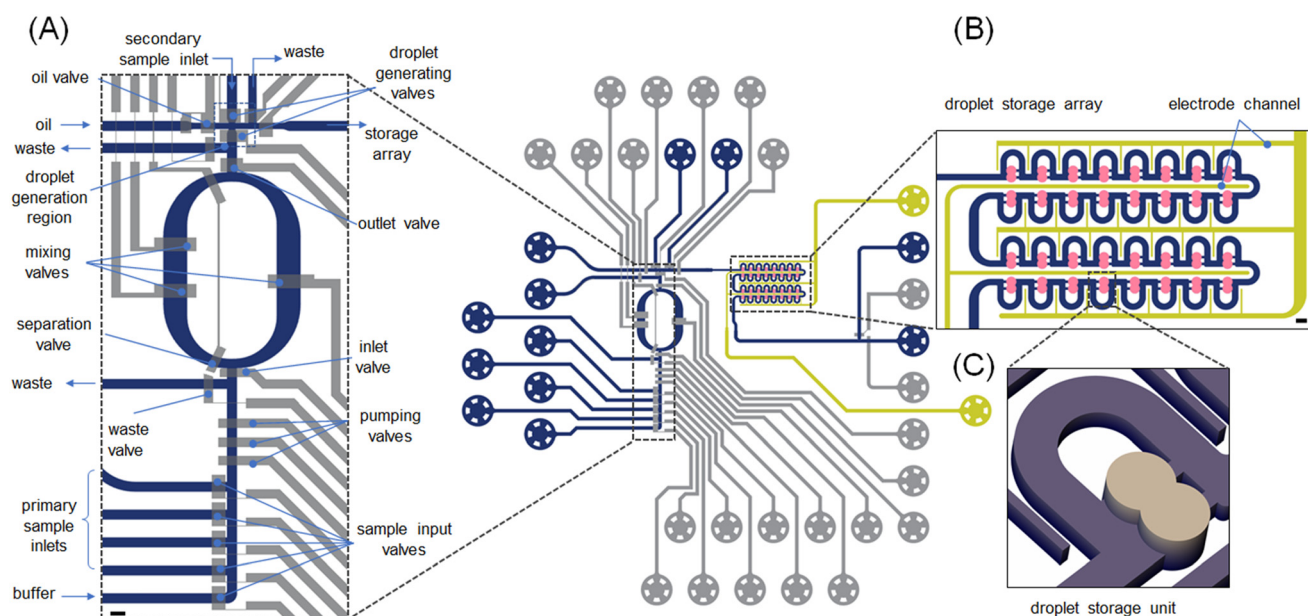 (A)
secondary
sample inlet
waste
droplet
generating
valves
oil valve
oil
waste
storage
array
droplet
generation
region
outlet valve
mixing
valves
separation
valve
inlet
valve
waste
waste
valve
pumping
valves
primary
sample
inlets
sample input
valves
buffer
(B)
droplet storage array
electrode channel
(C)
droplet storage unit